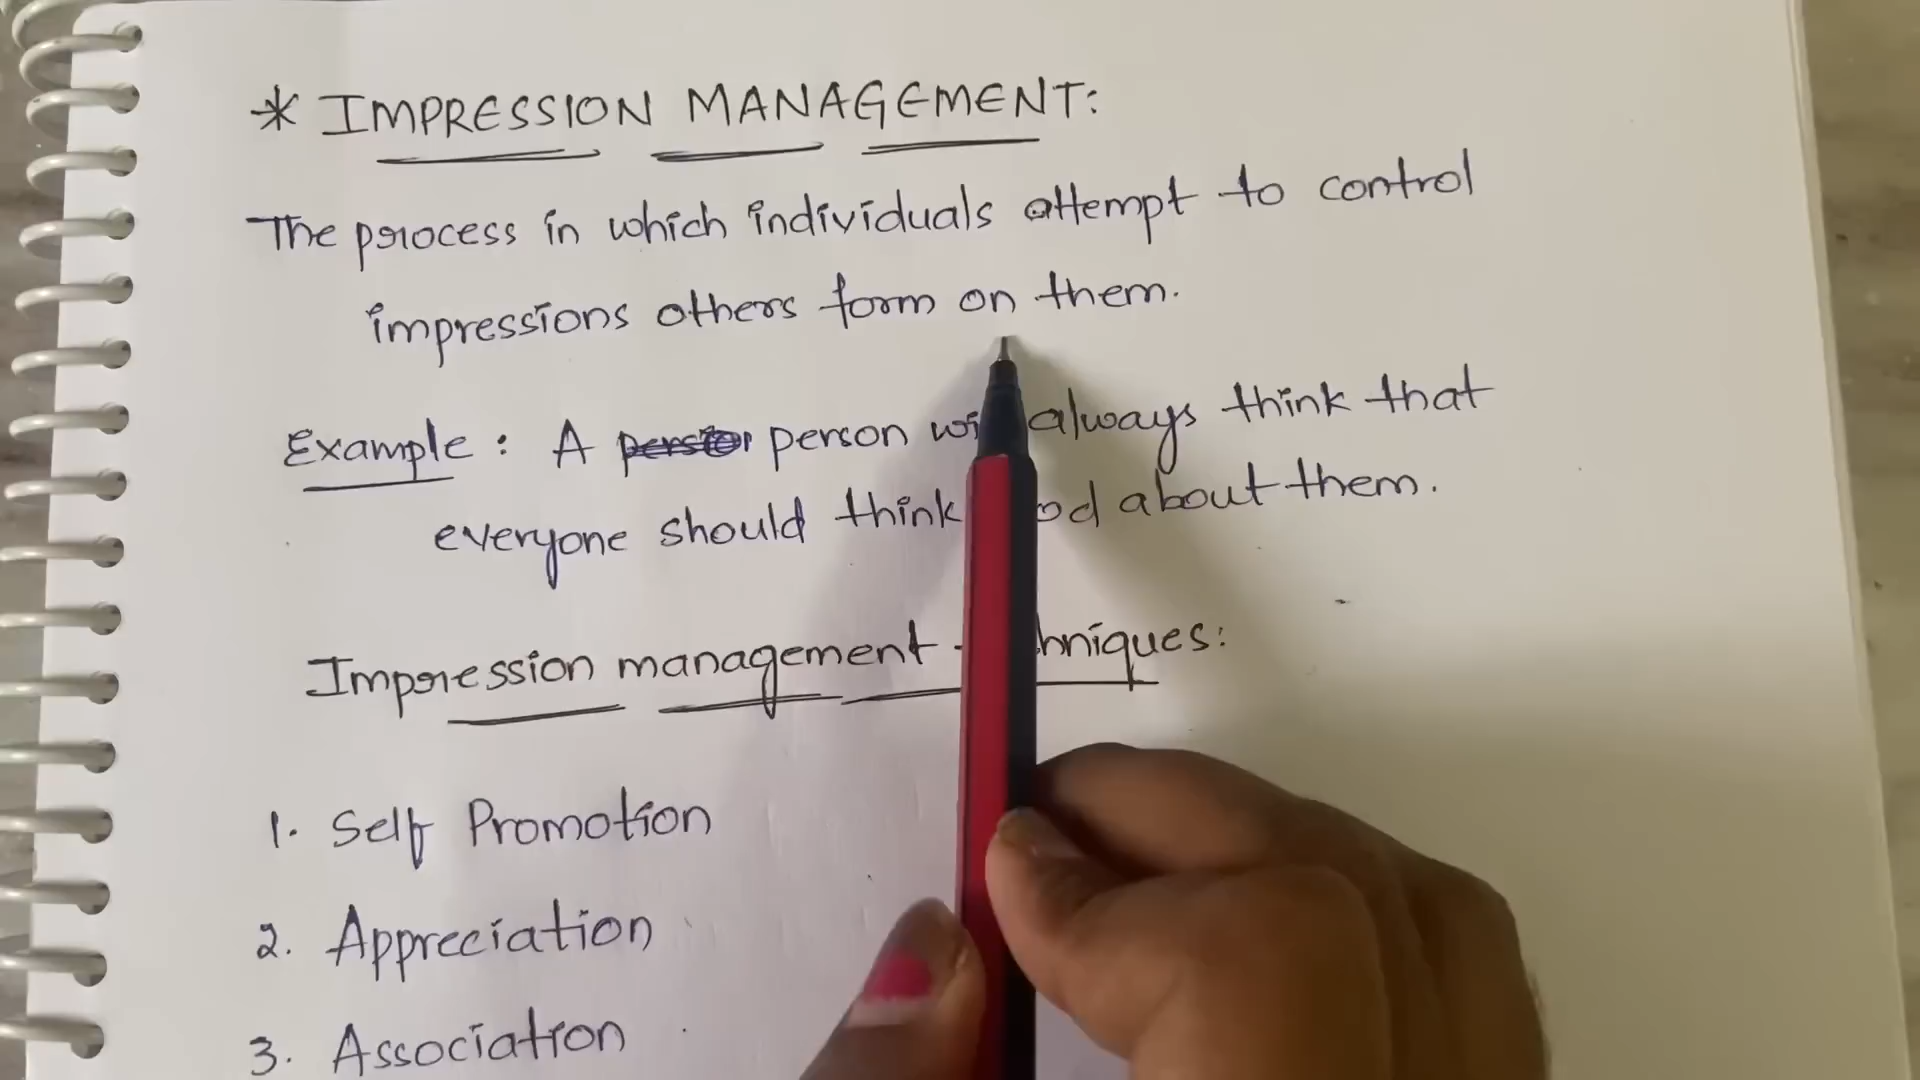 * IMPRESSION MANAGEMENT:
The process in which individuals attempt to control
impressions others form on them.
Example : A person always think that
everyone should think about them.
Impression management
1. Self Promotion
2. Appreciation
3. Association